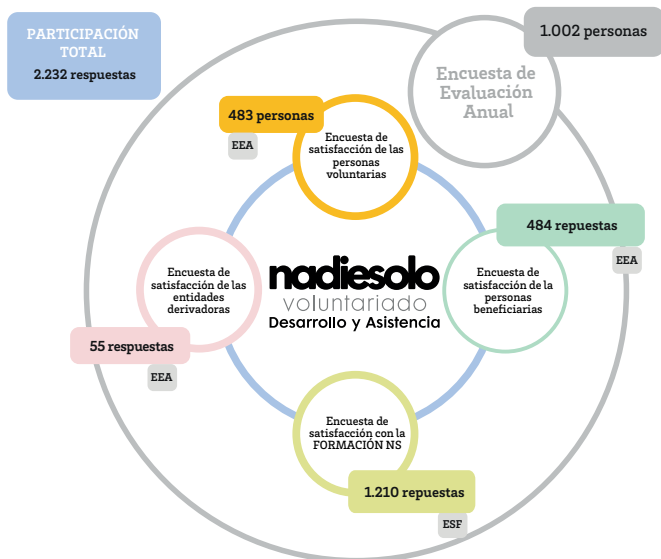 PARTICIPACIÓN
TOTAL
2.232 respuestas
1.002 personas
Encuesta de
Evaluación
Anual
483 personas
EEA
Encuesta de
satisfacción de las
personas
voluntarias
484 repuestas
EEA
Encuesta de
satisfacción de las
entidades
derivadoras
nadiesolo
voluntariado
Desarrollo y Asistencia
Encuesta de
satisfacción de la
personas
beneficiarias
55 respuestas
EEA
Encuesta de
satisfacción con la
FORMACIÓN NS
1.210 repuestas
ESF